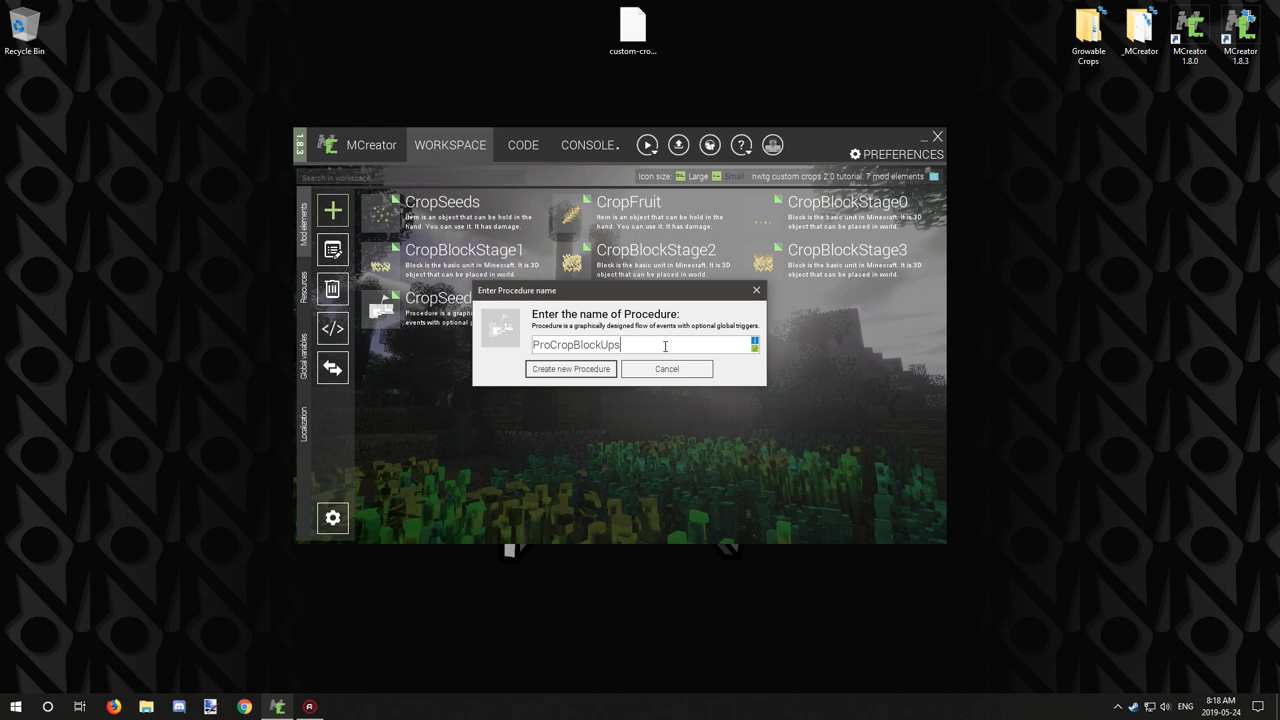 Recycle Bin
custom-cro...
Growable
Crops
_MCreator
MCreator
1.8.0
MCreator
1.8.3
1.8.3
MCreator
WORKSPACE
CODE
CONSOLE
PREFERENCES
Search in workspace...
Icon size:
Large
Small
nwtg custom crops 2.0 tutorial: 7 mod elements
Mod elements
Resources
Global variables
Localization
CropSeeds
Item is an object that can be hold in the
hand. You can use it. It has damage.
CropFruit
Item is an object that can be hold in the
hand. You can use it. It has damage.
CropBlockStage0
Block is the basic unit in Minecraft. It is 3D
object that can be placed in world.
CropBlockStage1
Block is the basic unit in Minecraft. It is 3D
object that can be placed in world.
CropBlockStage2
Block is the basic unit in Minecraft. It is 3D
object that can be placed in world.
CropBlockStage3
Block is the basic unit in Minecraft. It is 3D
object that can be placed in world.
CropSeed
Procedure is a grap
events with optional g
Enter Procedure name
Enter the name of Procedure:
Procedure is a graphically designed flow of events with optional global triggers.
ProCropBlockUps
Create new Procedure
Cancel
ENG
8:18 AM
2019-05-24